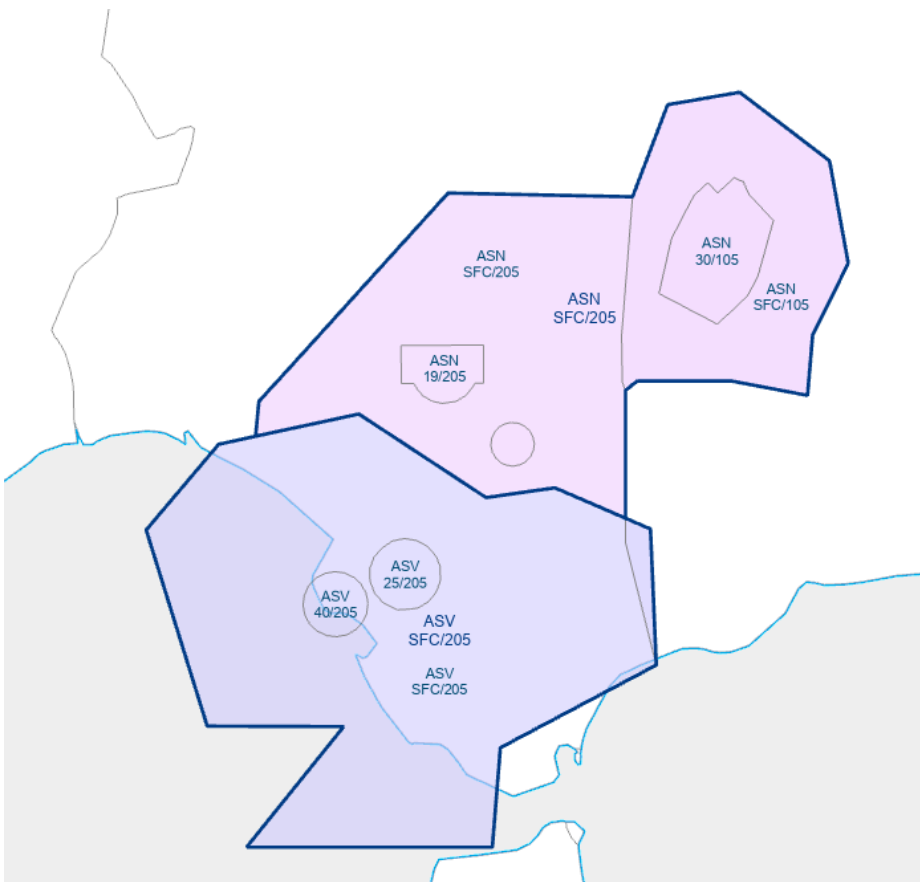 ASN
30/105
ASN
SFC/205
ASN
SFC/105
ASN
SFC/205
ASN
19/205
ASV
25/205
ASV
40/205
ASV
SFC/205
ASV
SFC/205